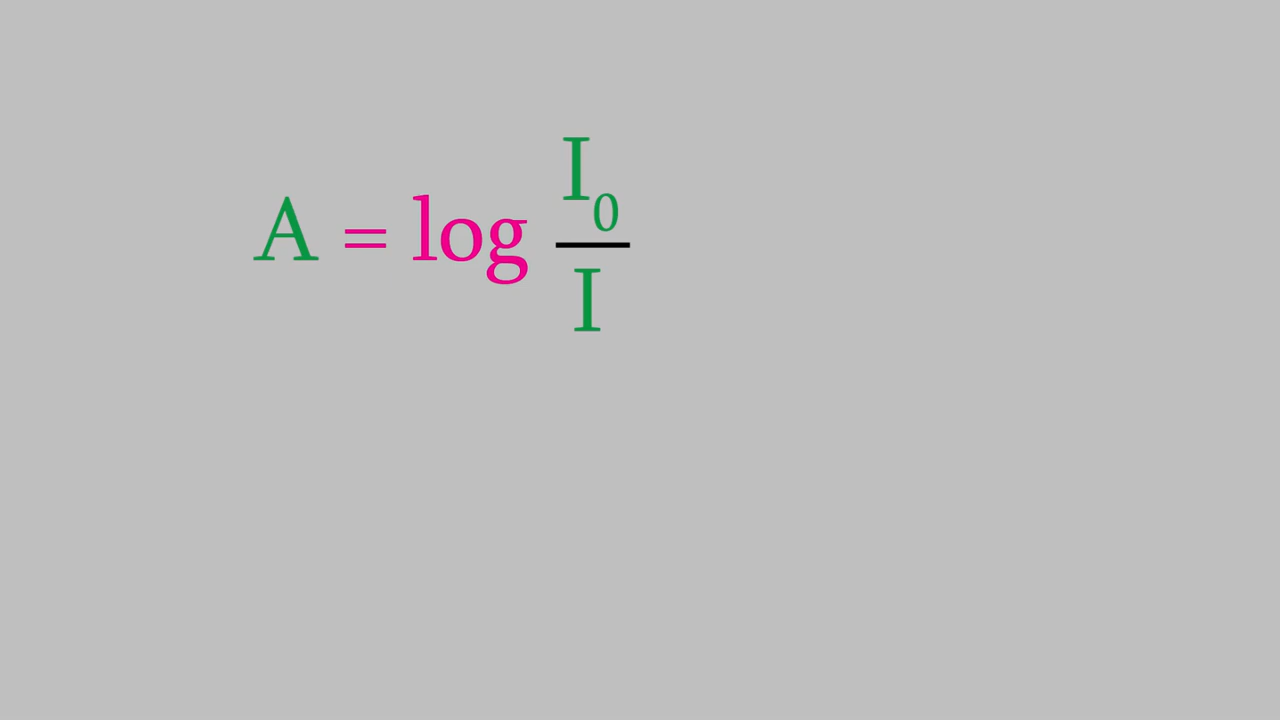 A = log I₀
I